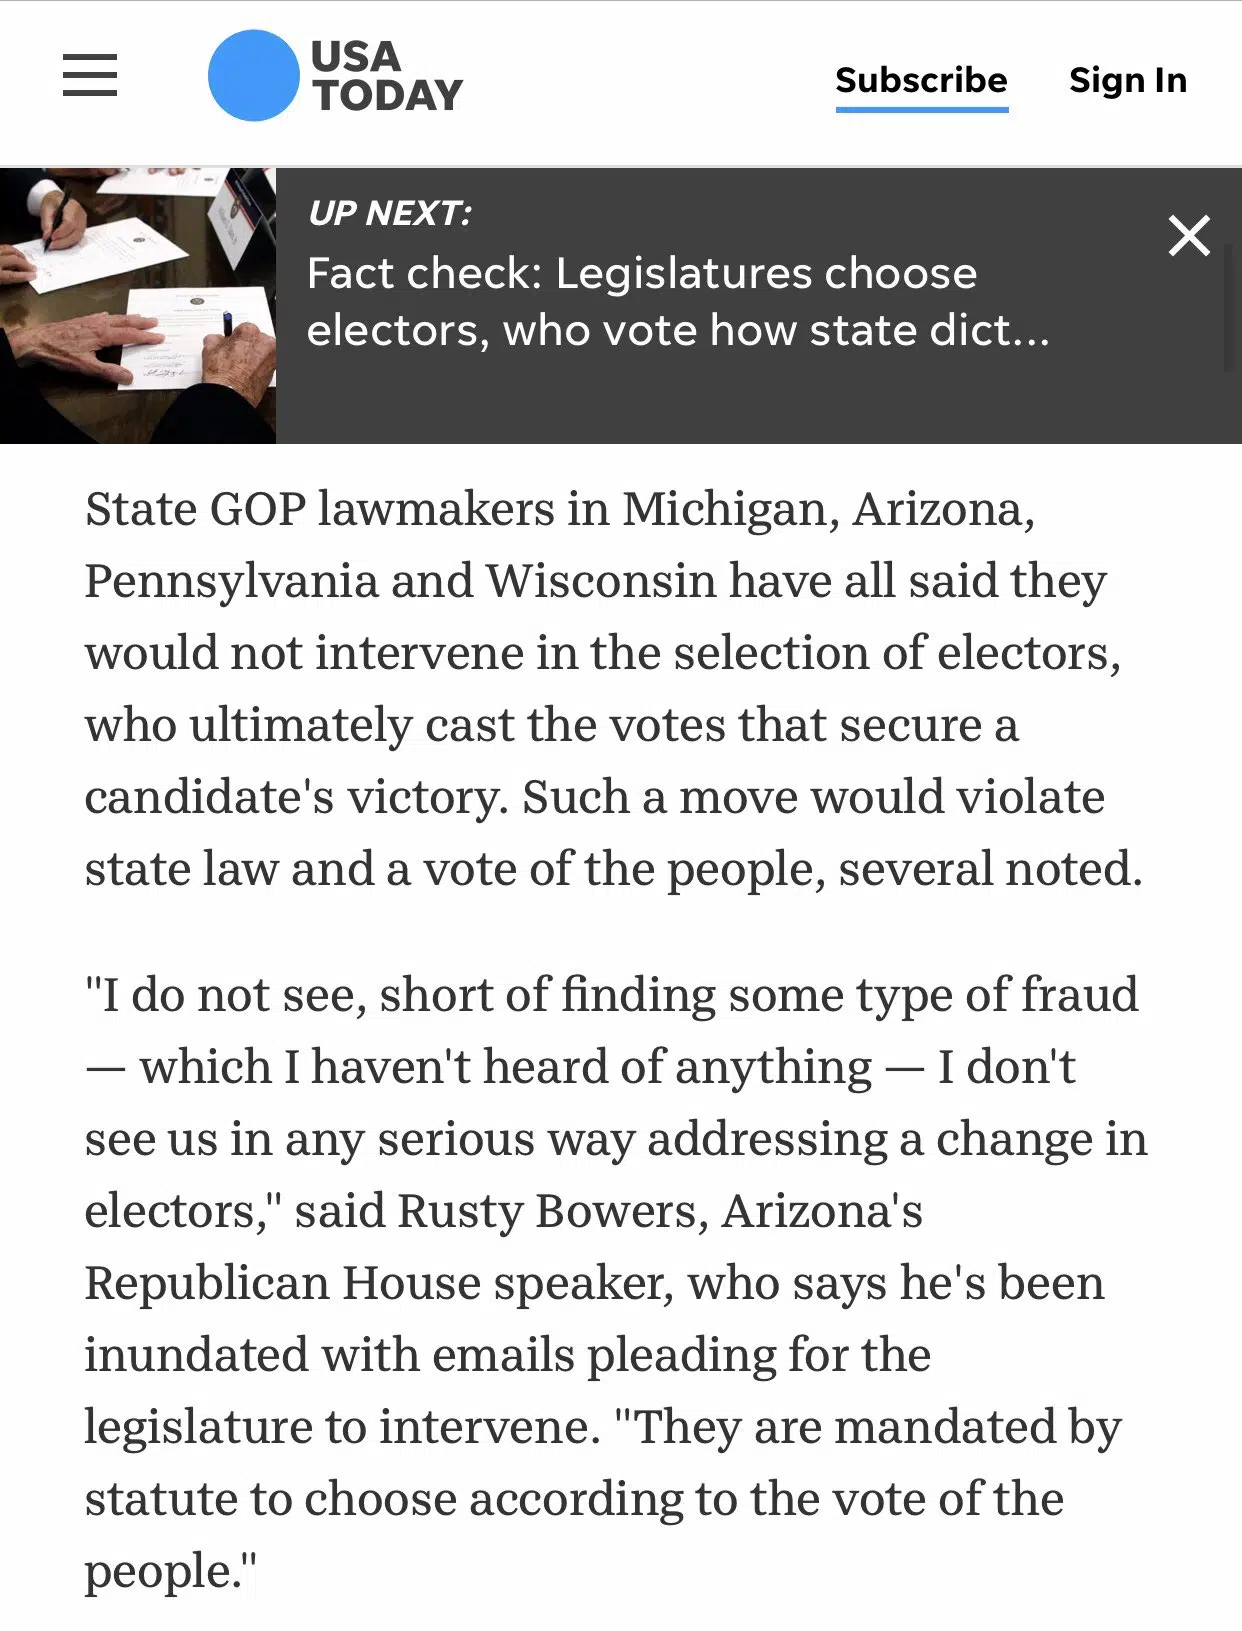 USA
TODAY
Subscribe
Sign In
UP NEXT:
Fact check: Legislatures choose
electors, who vote how state dict...
State GOP lawmakers in Michigan, Arizona,
Pennsylvania and Wisconsin have all said they
would not intervene in the selection of electors,
who ultimately cast the votes that secure a
candidate's victory. Such a move would violate
state law and a vote of the people, several noted.
"I do not see, short of finding some type of fraud
— which I haven't heard of anything — I don't
see us in any serious way addressing a change in
electors," said Rusty Bowers, Arizona's
Republican House speaker, who says he's been
inundated with emails pleading for the
legislature to intervene. "They are mandated by
statute to choose according to the vote of the
people."